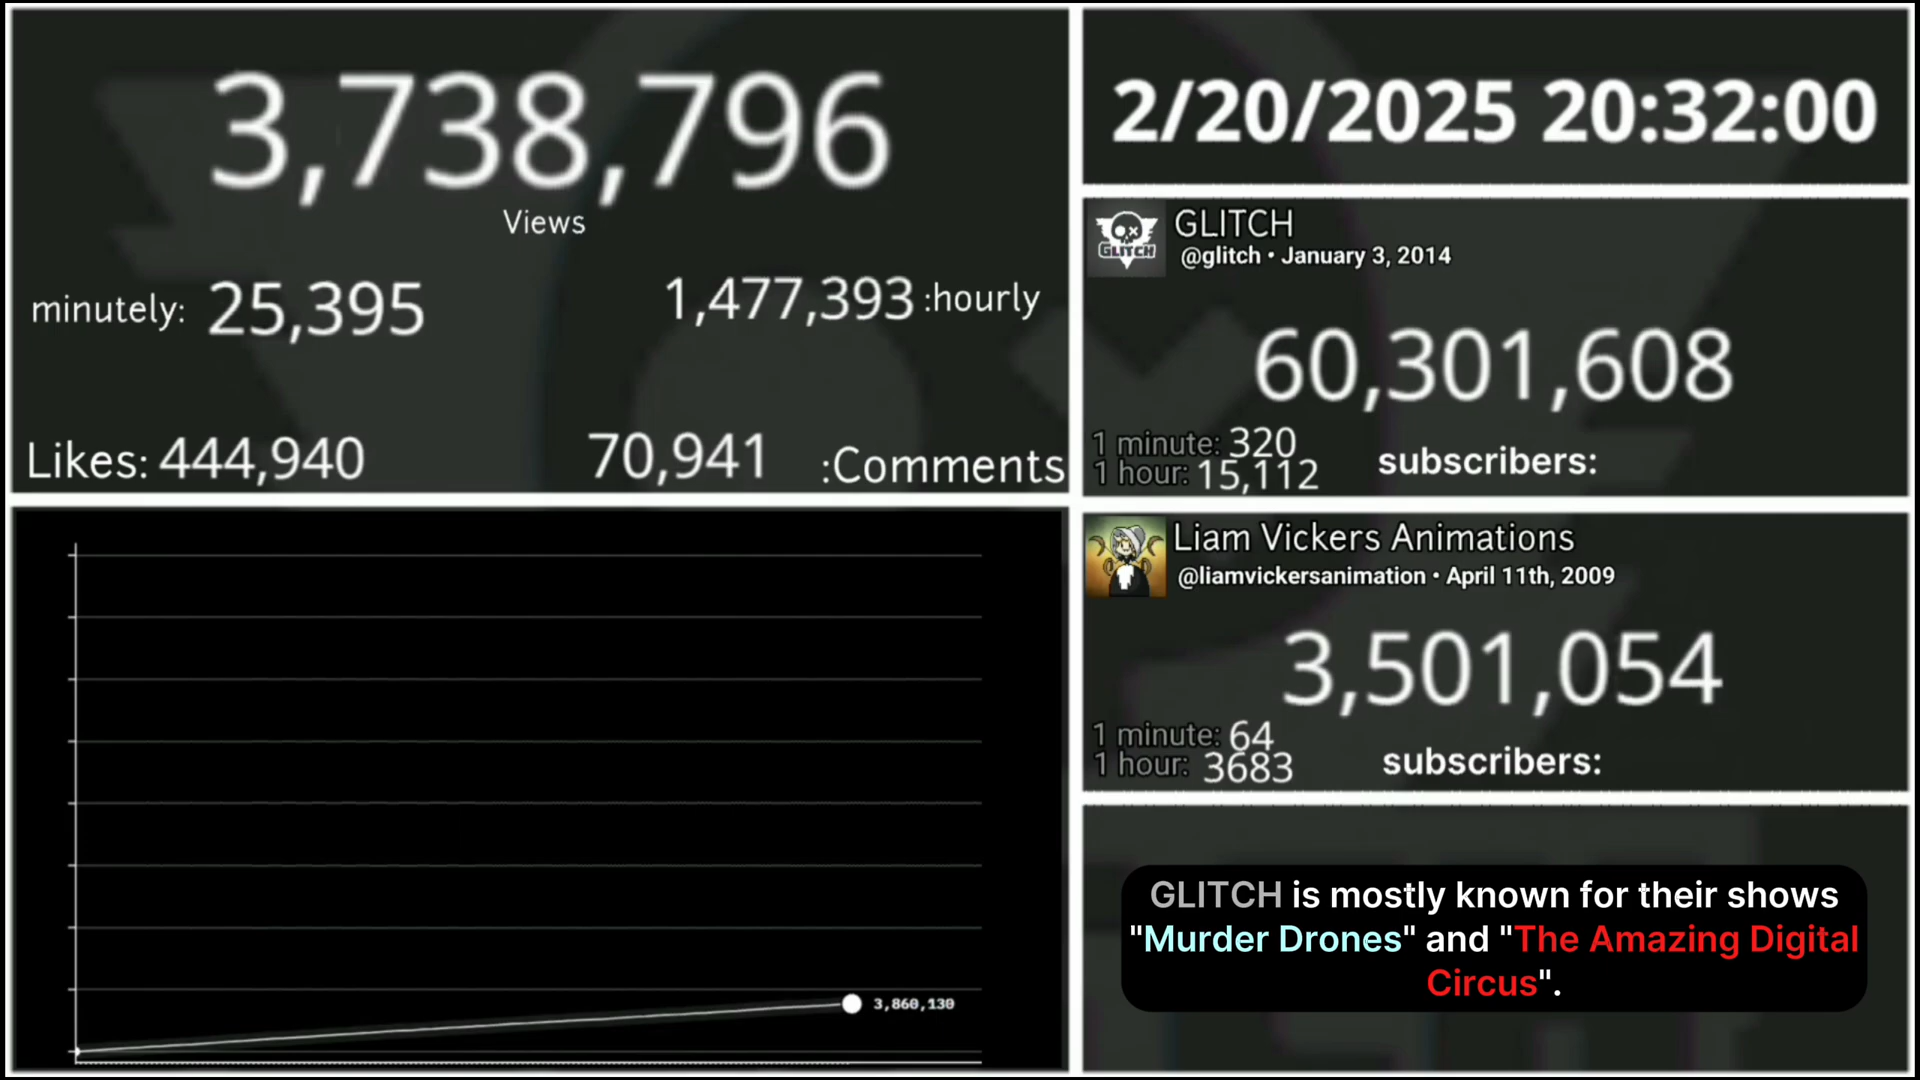 3,738,796
Views
minutely: 25,395
1,477,393 :hourly
Likes: 444,940
70,941 :Comments
2/20/2025 20:32:00
GLITCH
GLITCH
@glitch • January 3, 2014
60,301,608
1 minute: 320
1 hour: 15,112
subscribers:
Liam Vickers Animations
@liamvickersanimation • April 11th, 2009
3,501,054
1 minute: 64
1 hour: 3683
subscribers:
3,860,130
GLITCH is mostly known for their shows
"Murder Drones" and "The Amazing Digital
Circus".